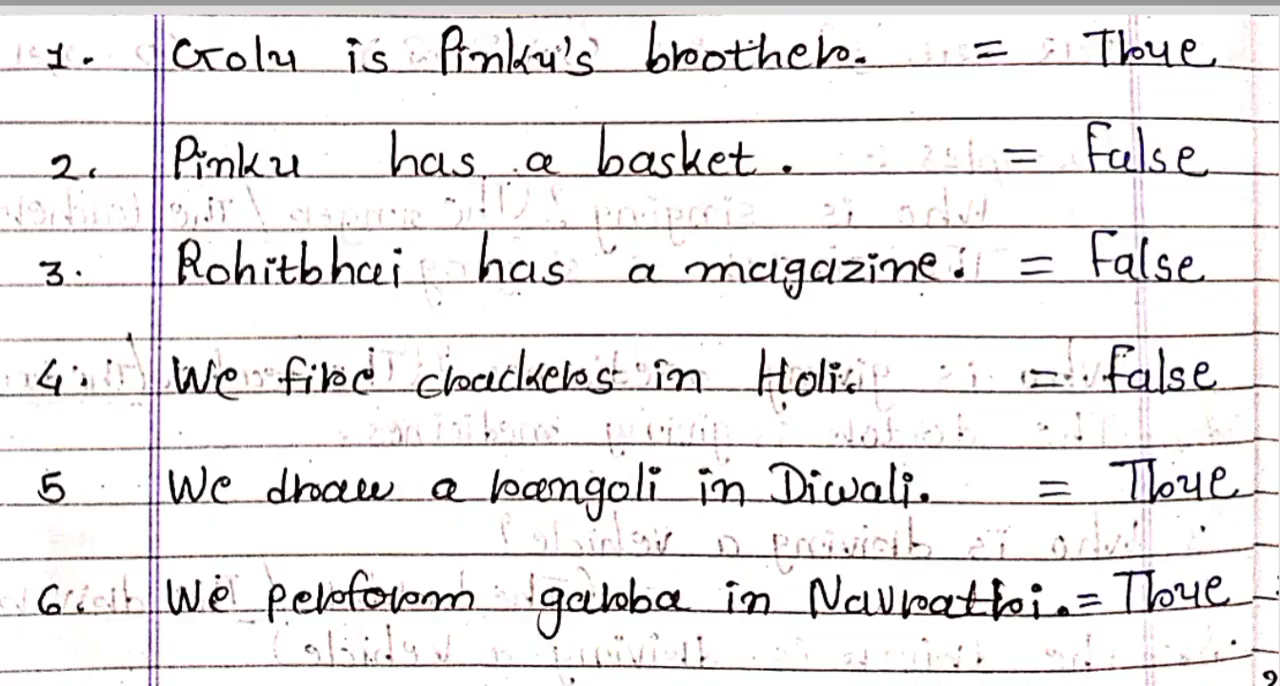 1. Golu is Pinku's brother. = True
2. Pinku has a basket. = False
3. Rohitbhai has a magazine. = False
4. We fire crackers in Holi. = False
5 We draw a rangoli in Diwali. = True
6. We perform garba in Navratri. = True